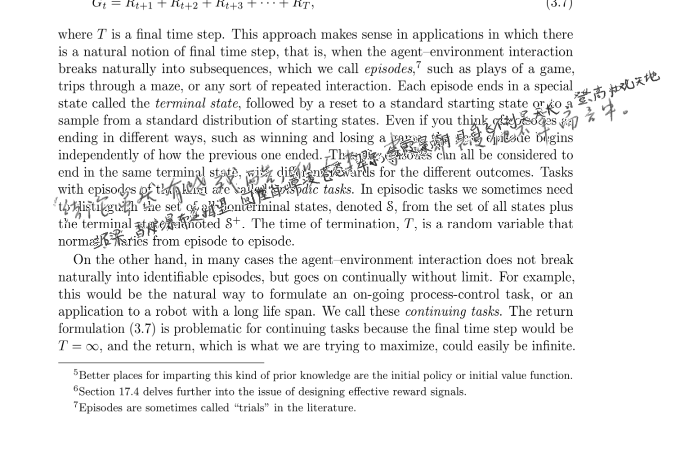 G_t = R_{t+1} + R_{t+2} + R_{t+3} + ··· + R_T, (3.7)
where T is a final time step. This approach makes sense in applications in which there
is a natural notion of final time step, that is, when the agent–environment interaction
breaks naturally into subsequences, which we call episodes,⁷ such as plays of a game,
trips through a maze, or any sort of repeated interaction. Each episode ends in a special
state called the terminal state, followed by a reset to a standard starting state or to a
sample from a standard distribution of starting states. Even if you think of episodes as
ending in different ways, such as winning and losing a game, the next episode begins
independently of how the previous one ended. Thus the episodes can all be considered to
end in the same terminal state, with different rewards for the different outcomes. Tasks
with episodes of this kind are called episodic tasks. In episodic tasks we sometimes need
to distinguish the set of all nonterminal states, denoted S, from the set of all states plus
the terminal state, denoted S⁺. The time of termination, T, is a random variable that
normally varies from episode to episode.
On the other hand, in many cases the agent–environment interaction does not break
naturally into identifiable episodes, but goes on continually without limit. For example,
this would be the natural way to formulate an on-going process-control task, or an
application to a robot with a long life span. We call these continuing tasks. The return
formulation (3.7) is problematic for continuing tasks because the final time step would be
T = ∞, and the return, which is what we are trying to maximize, could easily be infinite.
⁵Better places for imparting this kind of prior knowledge are the initial policy or initial value function.
⁶Section 17.4 delves further into the issue of designing effective reward signals.
⁷Episodes are sometimes called “trials” in the literature.
登高壮观天地